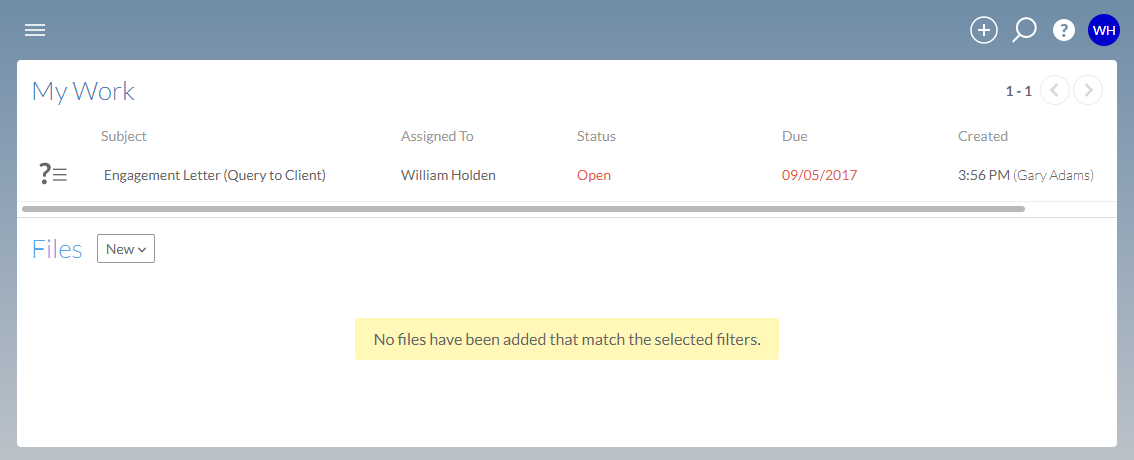 WH
My Work
1 - 1
Subject Assigned To Status Due Created
Engagement Letter (Query to Client) William Holden Open 09/05/2017 3:56 PM (Gary Adams)
Files New
No files have been added that match the selected filters.